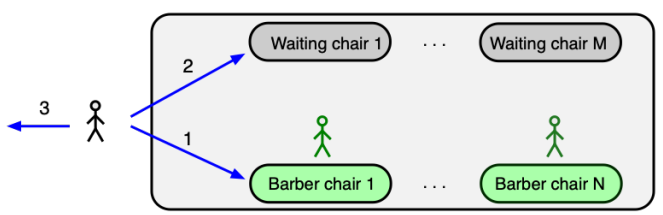 Waiting chair 1
. . .
Waiting chair M
2
3
1
Barber chair 1
. . .
Barber chair N